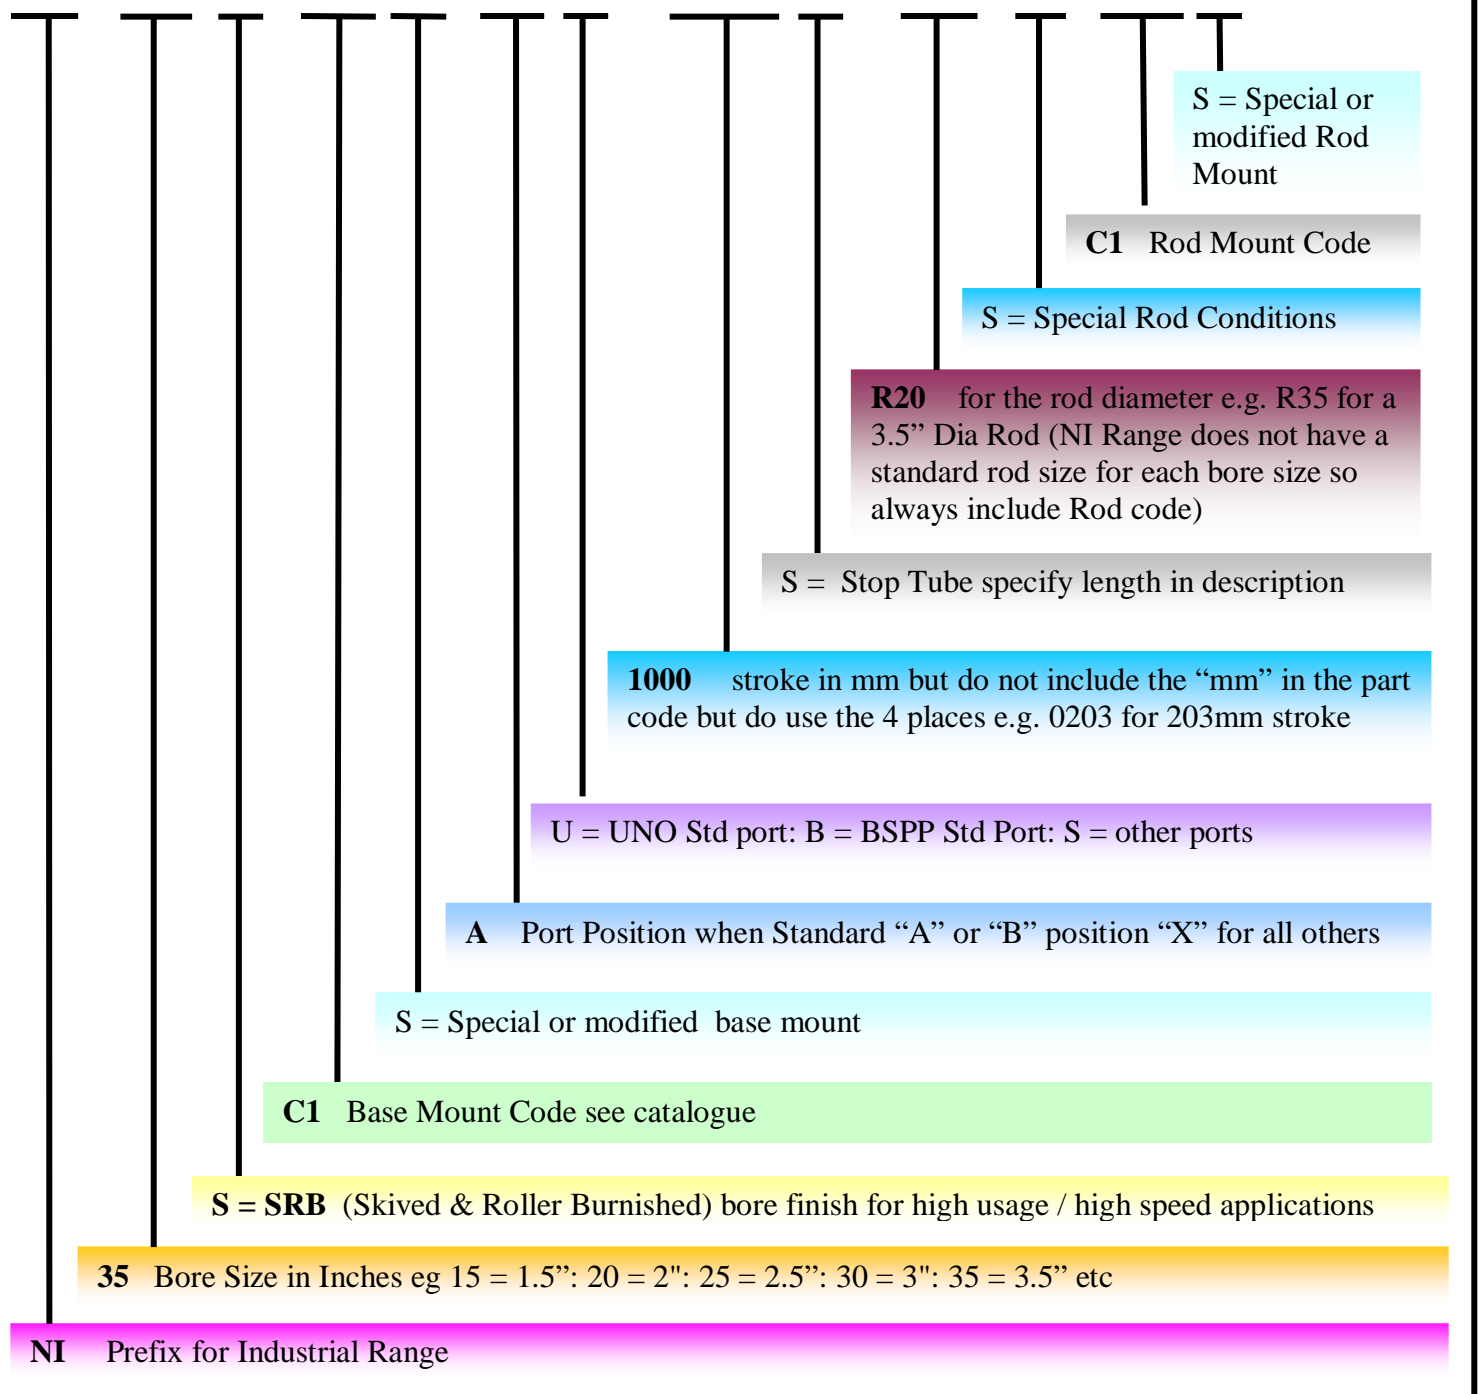 S = Special or
modified Rod
Mount
C1 Rod Mount Code
S = Special Rod Conditions
R20 for the rod diameter e.g. R35 for a
3.5” Dia Rod (NI Range does not have a
standard rod size for each bore size so
always include Rod code)
S = Stop Tube specify length in description
1000 stroke in mm but do not include the “mm” in the part
code but do use the 4 places e.g. 0203 for 203mm stroke
U = UNO Std port: B = BSPP Std Port: S = other ports
A Port Position when Standard “A” or “B” position “X” for all others
S = Special or modified base mount
C1 Base Mount Code see catalogue
S = SRB (Skived & Roller Burnished) bore finish for high usage / high speed applications
35 Bore Size in Inches eg 15 = 1.5”: 20 = 2": 25 = 2.5”: 30 = 3": 35 = 3.5” etc
NI Prefix for Industrial Range